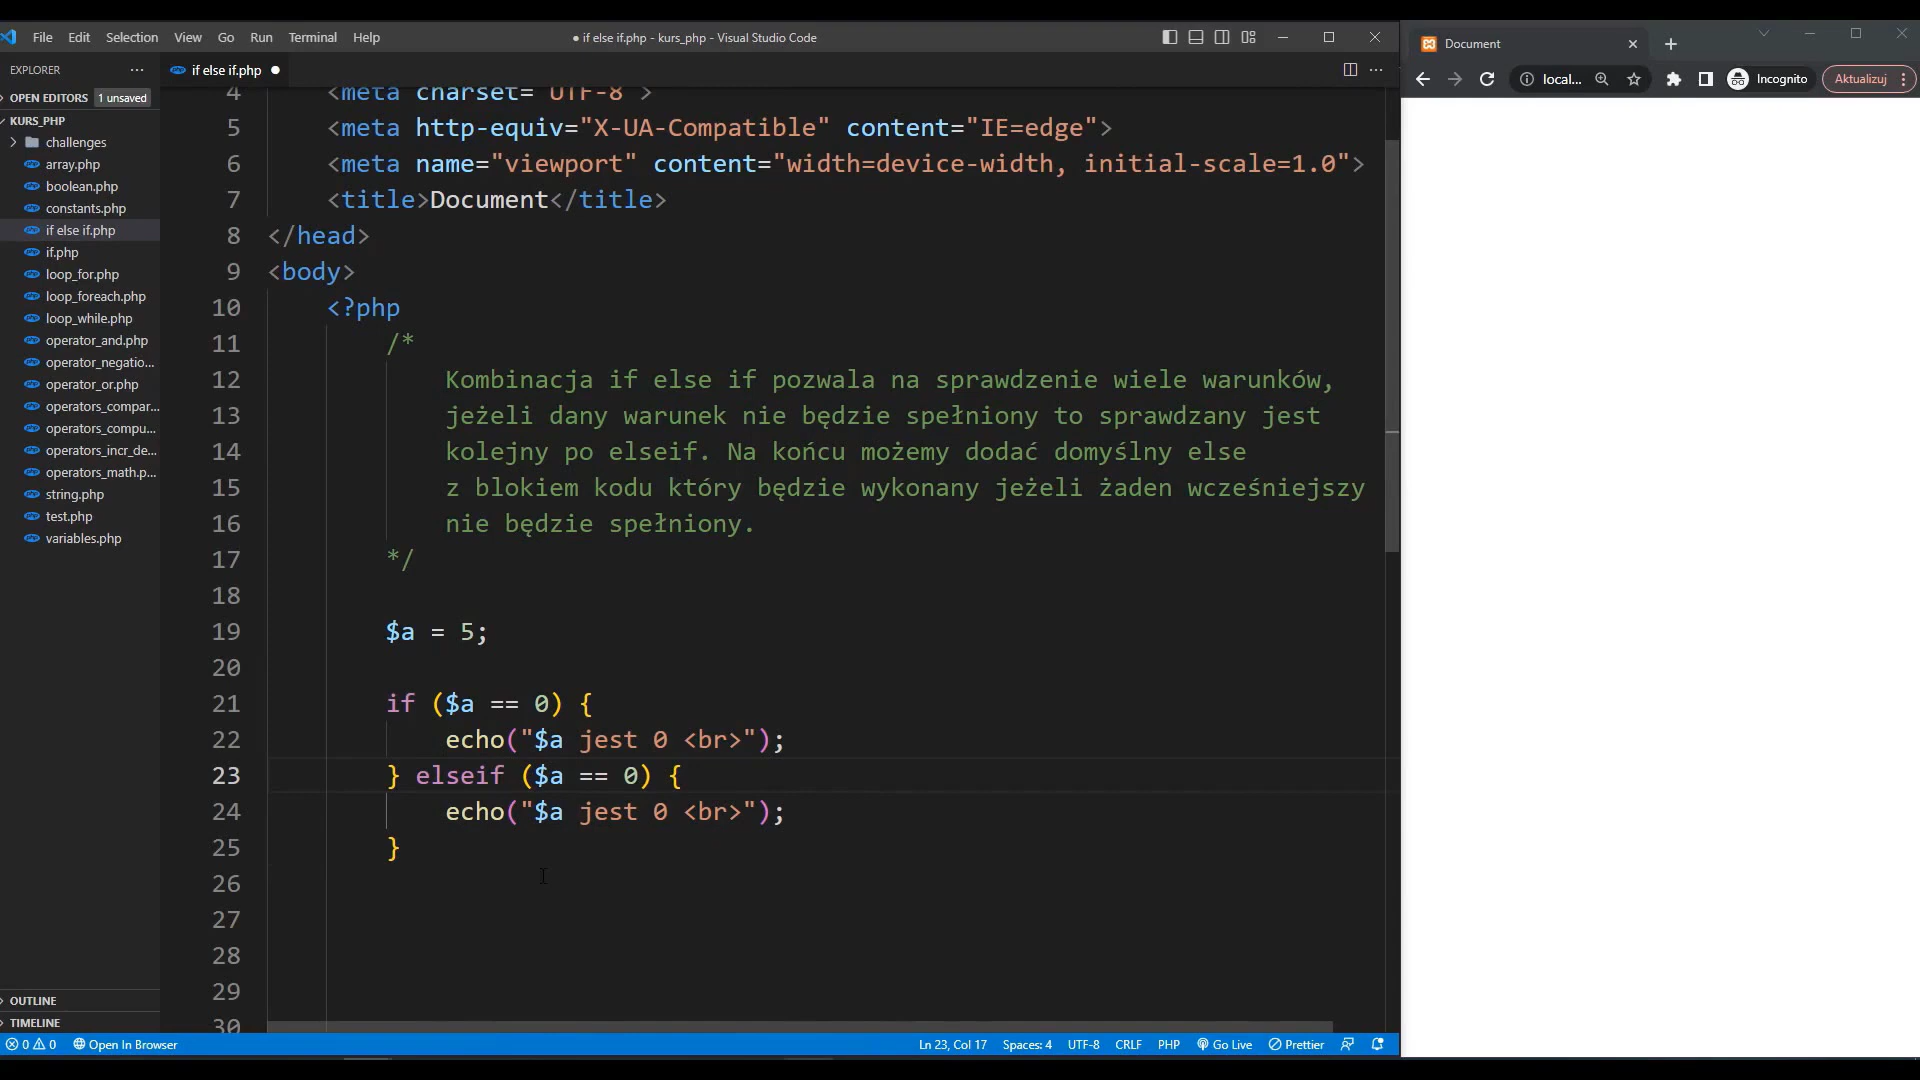 File Edit Selection View Go Run Terminal Help
● if else if.php - kurs_php - Visual Studio Code
EXPLORER
OPEN EDITORS 1 unsaved
KURS_PHP
challenges
array.php
boolean.php
constants.php
if else if.php
if.php
loop_for.php
loop_foreach.php
loop_while.php
operator_and.php
operator_negatio...
operator_or.php
operators_compar...
operators_compu...
operators_incr_de...
operators_math.p...
string.php
test.php
variables.php
OUTLINE
TIMELINE
if else if.php
4 <meta charset="UTF-8">
5 <meta http-equiv="X-UA-Compatible" content="IE=edge">
6 <meta name="viewport" content="width=device-width, initial-scale=1.0">
7 <title>Document</title>
8 </head>
9 <body>
10 <?php
11 /*
12 Kombinacja if else if pozwala na sprawdzenie wiele warunków,
13 jeżeli dany warunek nie będzie spełniony to sprawdzany jest
14 kolejny po elseif. Na końcu możemy dodać domyślny else
15 z blokiem kodu który będzie wykonany jeżeli żaden wcześniejszy
16 nie będzie spełniony.
17 */
18
19 $a = 5;
20
21 if ($a == 0) {
22 echo("$a jest 0 <br>");
23 } elseif ($a == 0) {
24 echo("$a jest 0 <br>");
25 }
26
27
28
29
30
0 0 Open In Browser
Ln 23, Col 17 Spaces: 4 UTF-8 CRLF PHP Go Live Prettier
Document
local... Incognito Aktualizuj